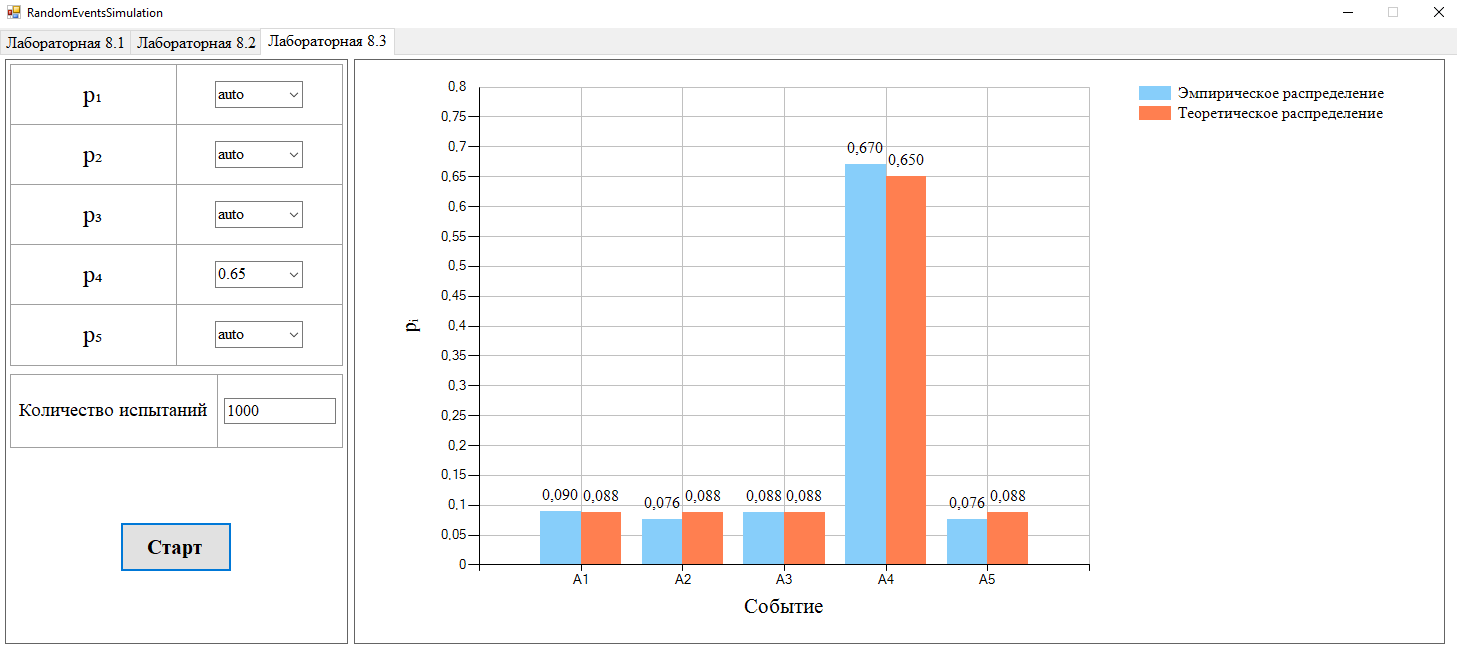 RandomEventsSimulation
Лабораторная 8.1 Лабораторная 8.2 Лабораторная 8.3
p₁ auto
p₂ auto
p₃ auto
p₄ 0.65
p₅ auto
Количество испытаний 1000
Старт
0,8
0,75
0,7
0,65
0,6
0,55
0,5
0,45
0,4
0,35
0,3
0,25
0,2
0,15
0,1
0,05
0
pᵢ
0,090 0,088 0,076 0,088 0,088 0,088 0,670 0,650 0,076 0,088
A1 A2 A3 A4 A5
Событие
Эмпирическое распределение
Теоретическое распределение